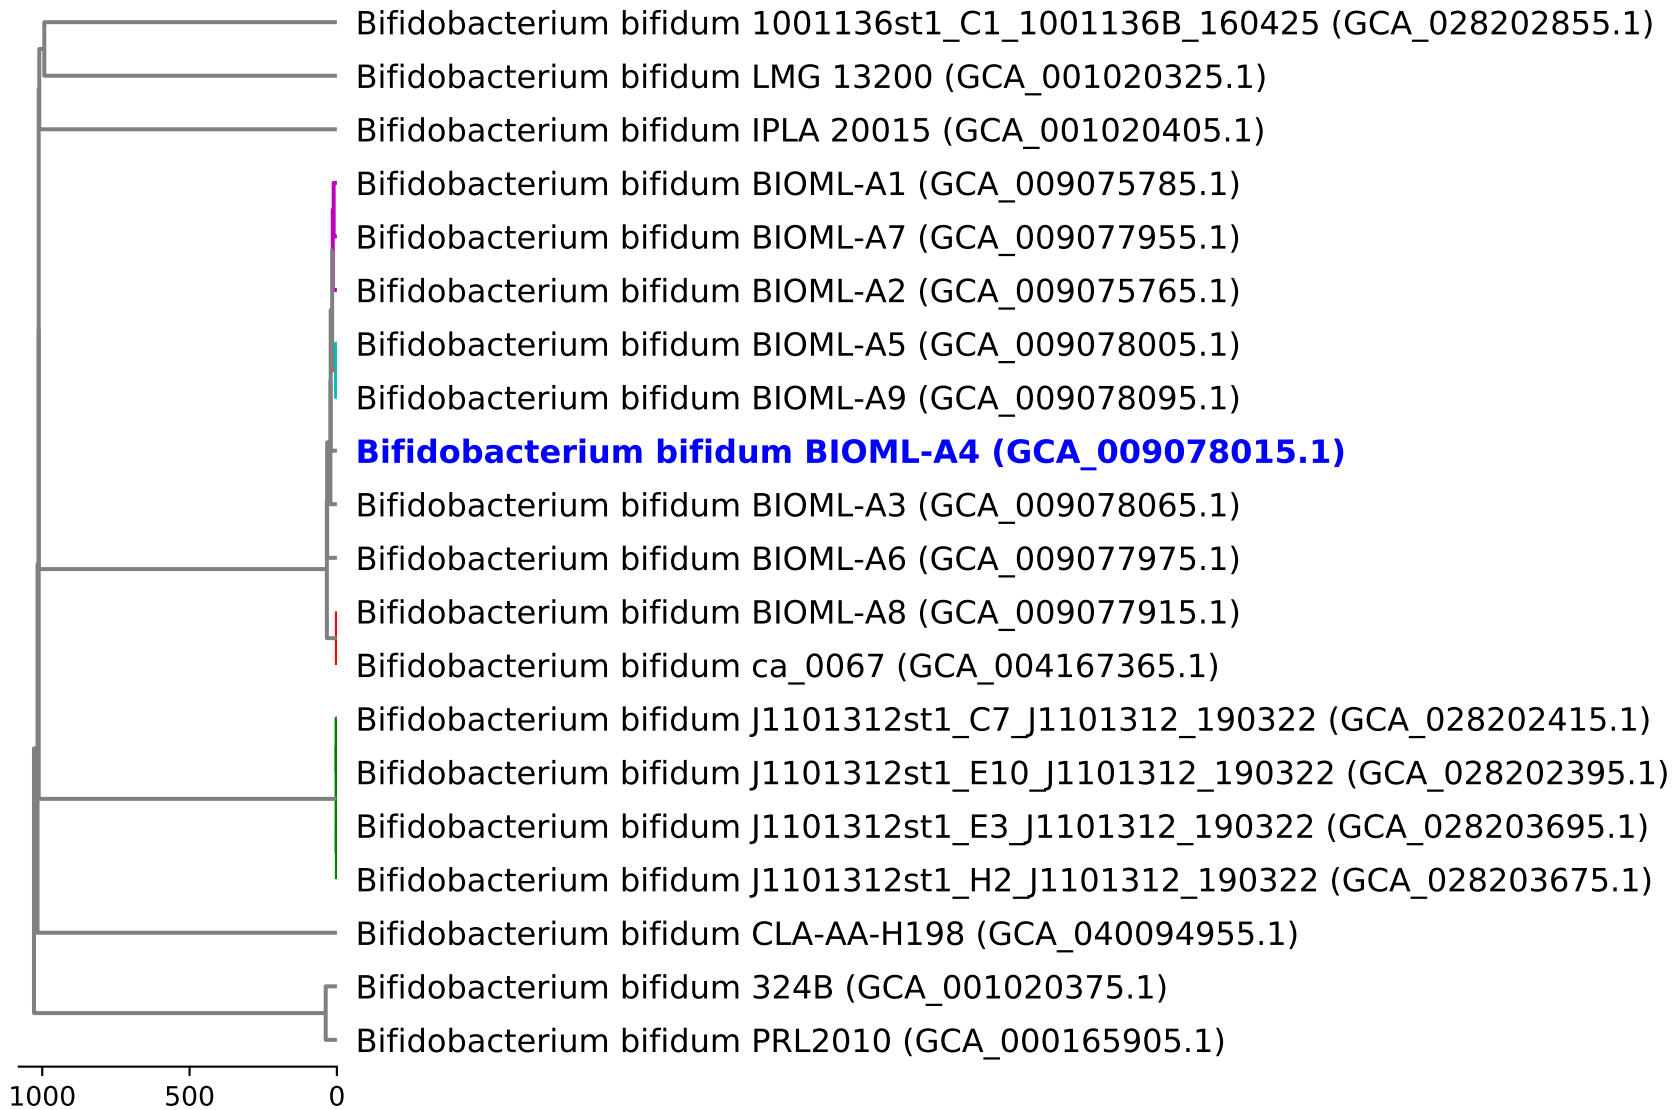 Bifidobacterium bifidum 1001136st1_C1_1001136B_160425 (GCA_028202855.1)
Bifidobacterium bifidum LMG 13200 (GCA_001020325.1)
Bifidobacterium bifidum IPLA 20015 (GCA_001020405.1)
Bifidobacterium bifidum BIOML-A1 (GCA_009075785.1)
Bifidobacterium bifidum BIOML-A7 (GCA_009077955.1)
Bifidobacterium bifidum BIOML-A2 (GCA_009075765.1)
Bifidobacterium bifidum BIOML-A5 (GCA_009078005.1)
Bifidobacterium bifidum BIOML-A9 (GCA_009078095.1)
Bifidobacterium bifidum BIOML-A4 (GCA_009078015.1)
Bifidobacterium bifidum BIOML-A3 (GCA_009078065.1)
Bifidobacterium bifidum BIOML-A6 (GCA_009077975.1)
Bifidobacterium bifidum BIOML-A8 (GCA_009077915.1)
Bifidobacterium bifidum ca_0067 (GCA_004167365.1)
Bifidobacterium bifidum J1101312st1_C7_J1101312_190322 (GCA_028202415.1)
Bifidobacterium bifidum J1101312st1_E10_J1101312_190322 (GCA_028202395.1)
Bifidobacterium bifidum J1101312st1_E3_J1101312_190322 (GCA_028203695.1)
Bifidobacterium bifidum J1101312st1_H2_J1101312_190322 (GCA_028203675.1)
Bifidobacterium bifidum CLA-AA-H198 (GCA_040094955.1)
Bifidobacterium bifidum 324B (GCA_001020375.1)
Bifidobacterium bifidum PRL2010 (GCA_000165905.1)
1000 500 0